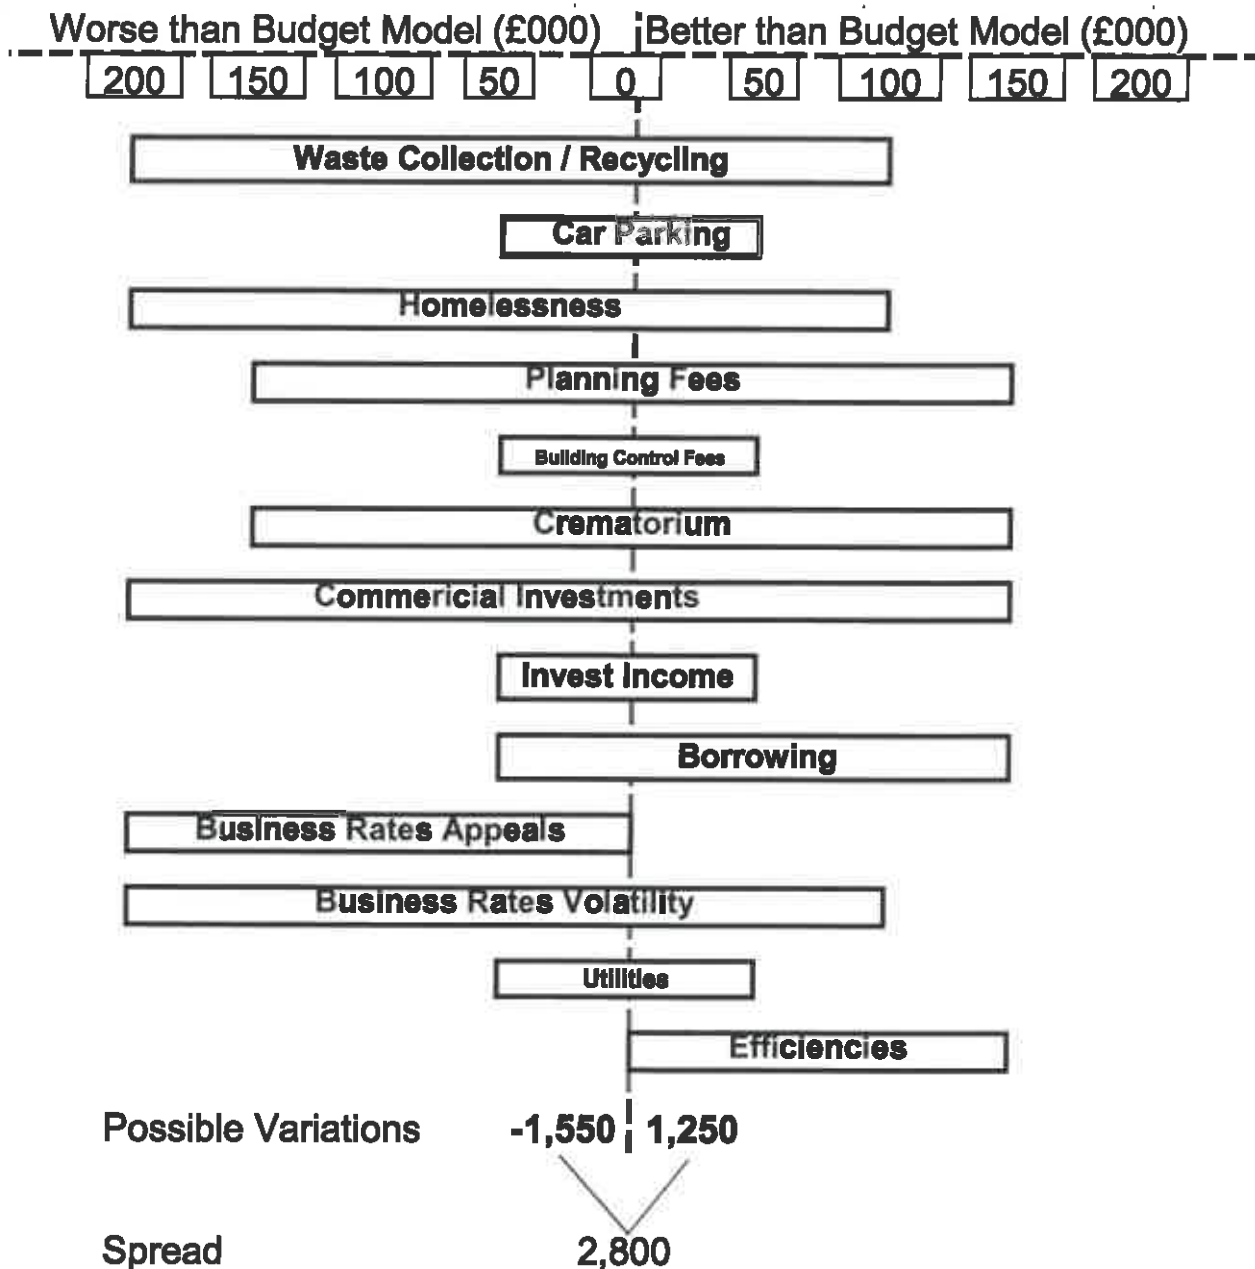 Worse than Budget Model (£000) Better than Budget Model (£000)
200 150 100 50 0 50 100 150 200
Waste Collection / Recycling
Car Parking
Homelessness
Planning Fees
Building Control Fees
Crematorium
Commericial Investments
Invest Income
Borrowing
Business Rates Appeals
Business Rates Volatility
Utilities
Efficiencies
Possible Variations -1,550 1,250
Spread 2,800